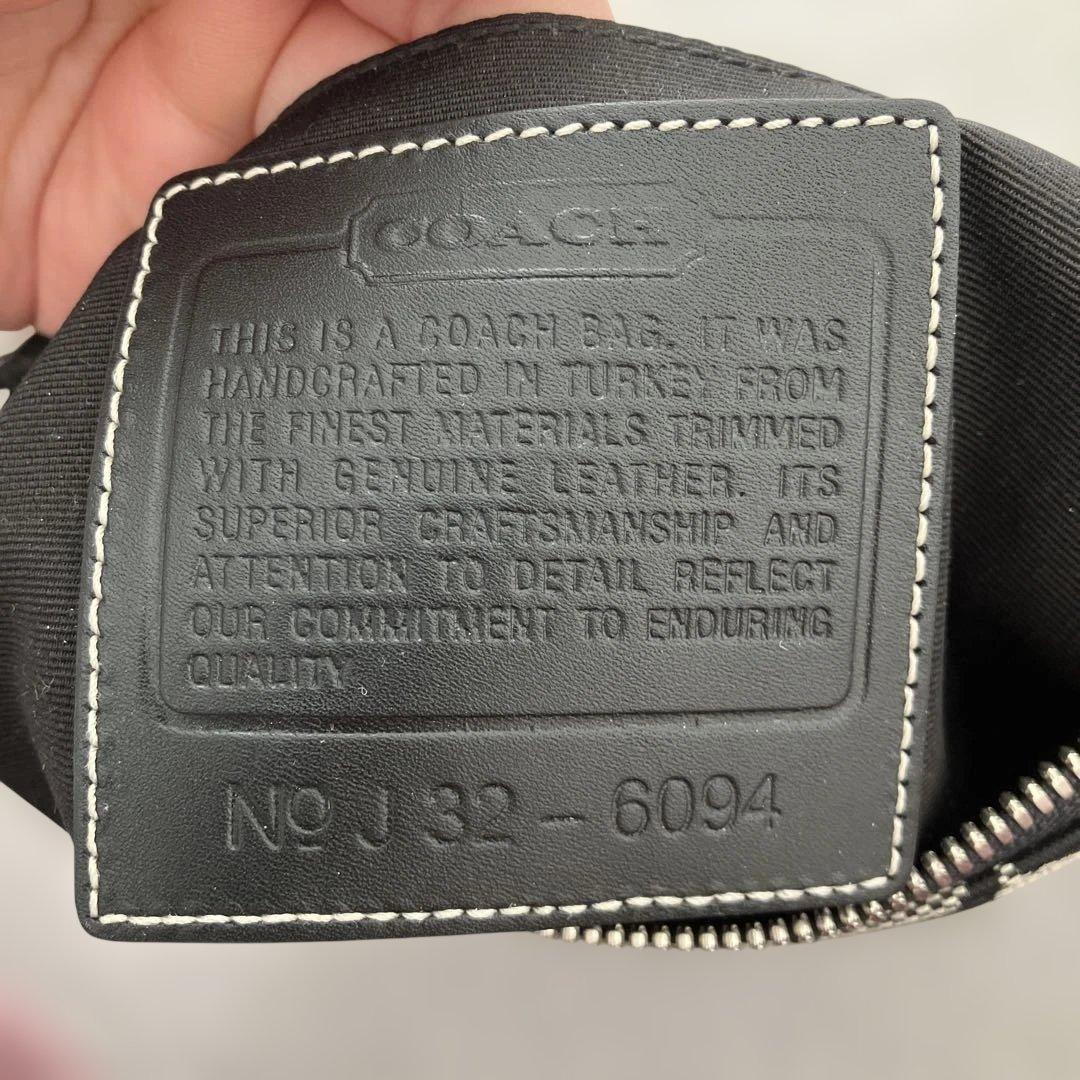 COACH
THIS IS A COACH BAG. IT WAS
HANDCRAFTED IN TURKEY FROM
THE FINEST MATERIALS TRIMMED
WITH GENUINE LEATHER. ITS
SUPERIOR CRAFTSMANSHIP AND
ATTENTION TO DETAIL REFLECT
OUR COMMITMENT TO ENDURING
QUALITY
Nº J 32 - 6094